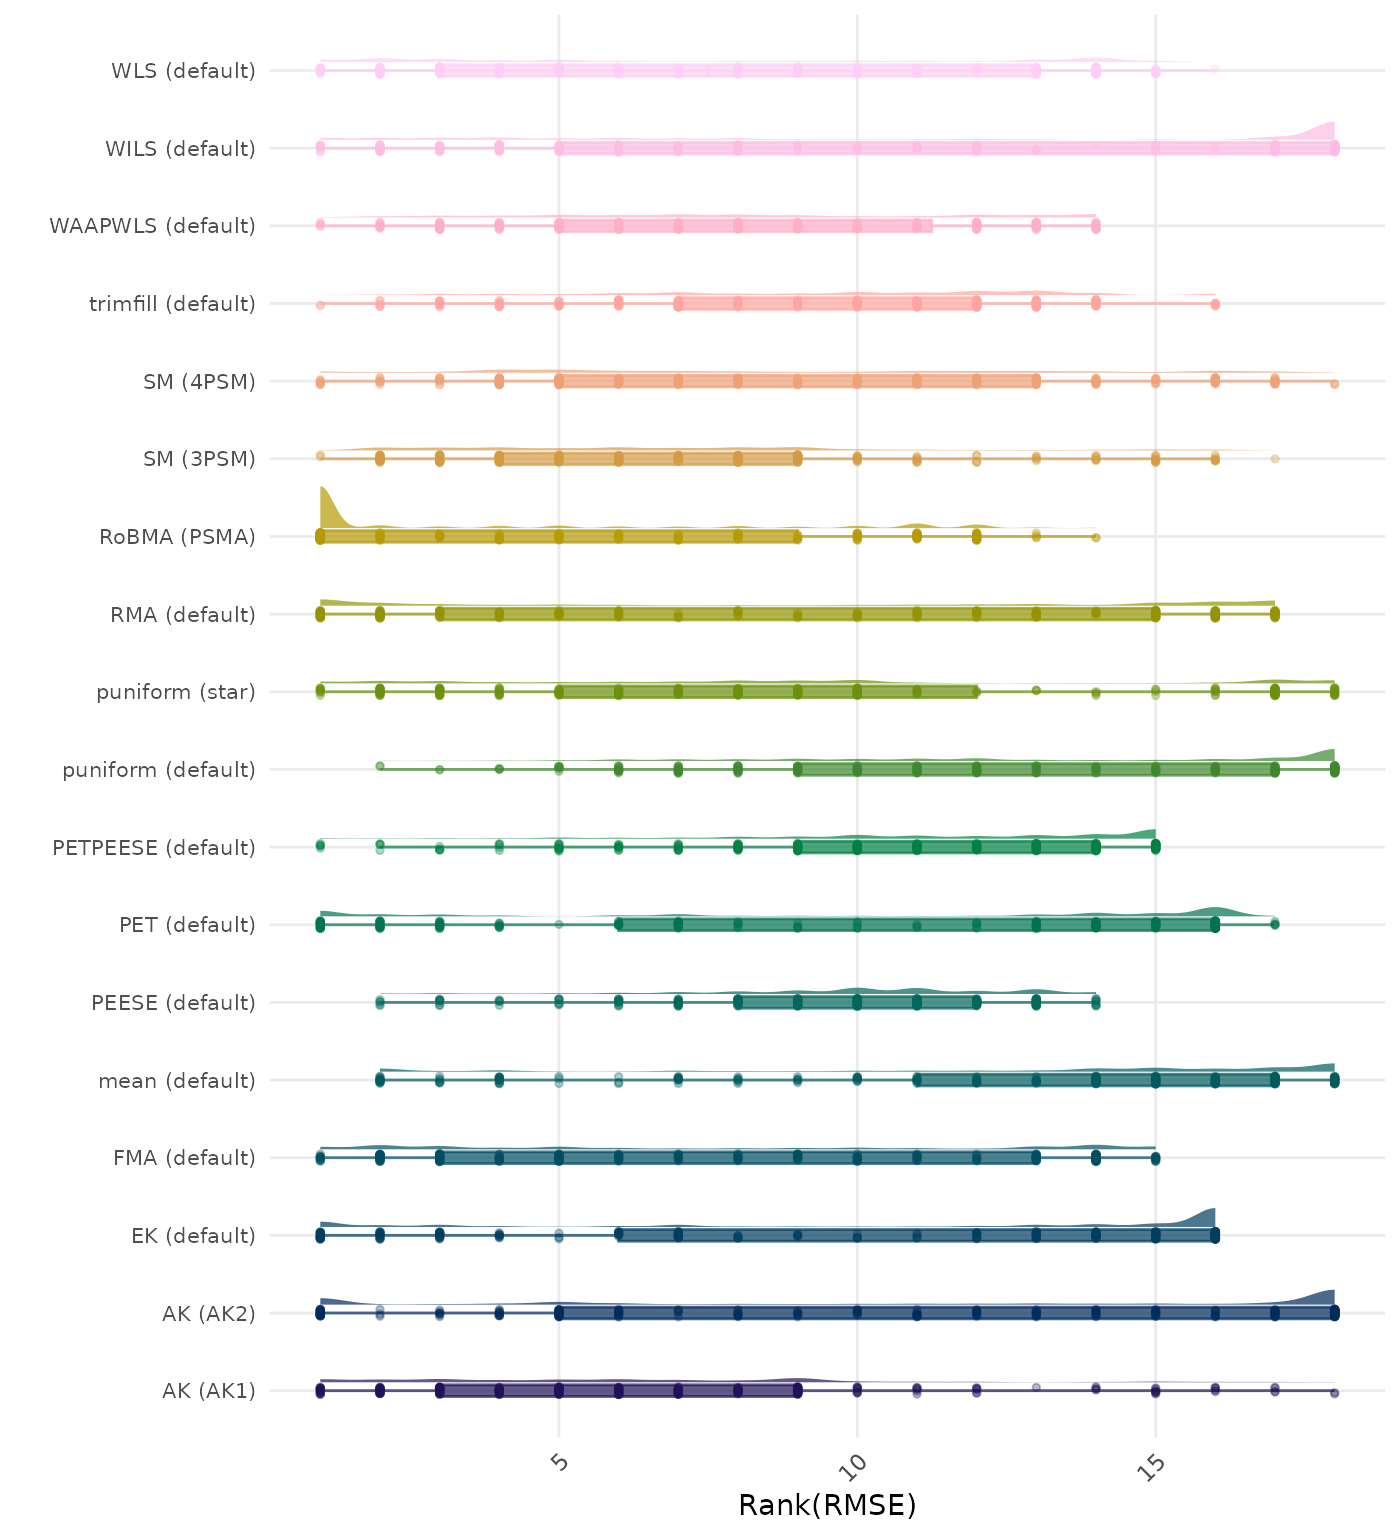 WLS (default)
WILS (default)
WAAPWLS (default)
trimfill (default)
SM (4PSM)
SM (3PSM)
RoBMA (PSMA)
RMA (default)
puniform (star)
puniform (default)
PETPEESE (default)
PET (default)
PEESE (default)
mean (default)
FMA (default)
EK (default)
AK (AK2)
AK (AK1)
5
10
15
Rank(RMSE)